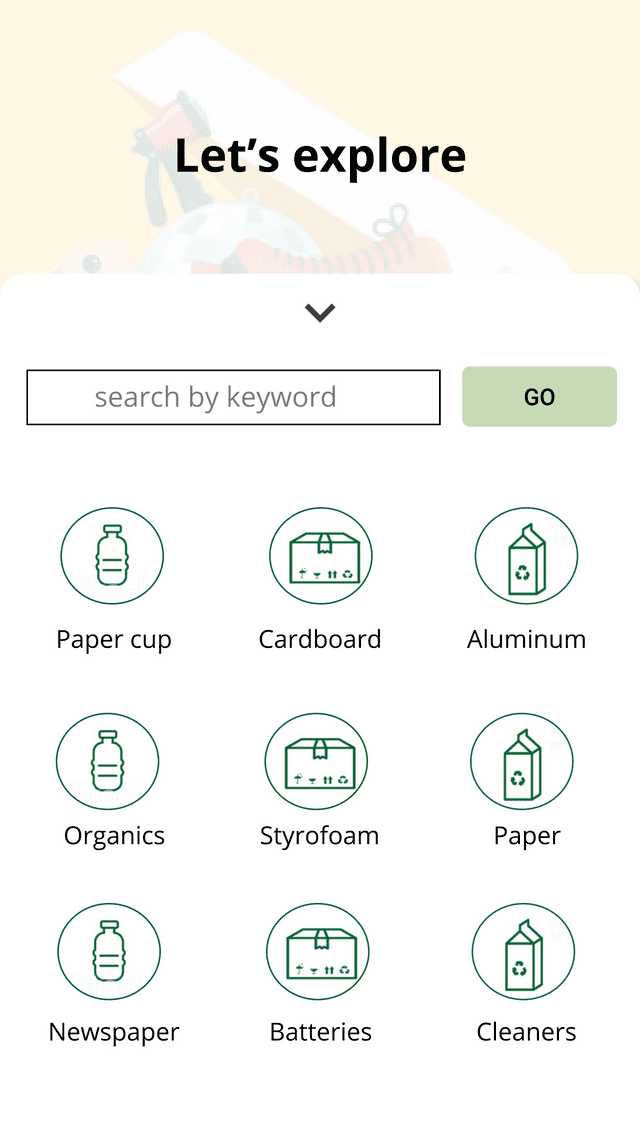 Let’s explore
search by keyword
GO
Paper cup
Cardboard
Aluminum
Organics
Styrofoam
Paper
Newspaper
Batteries
Cleaners